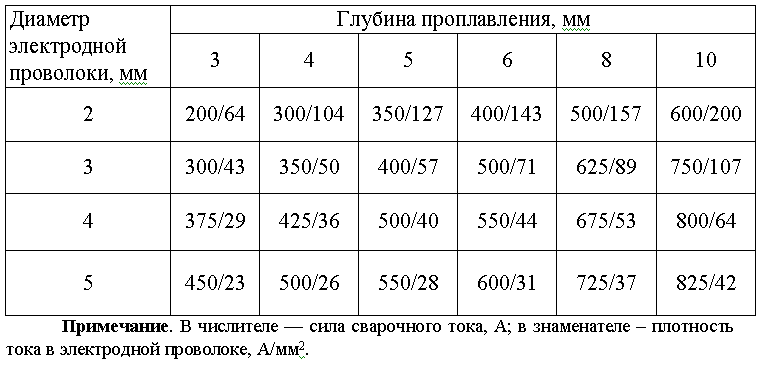 Диаметр электродной проволоки, мм
Глубина проплавления, мм
3 4 5 6 8 10
2 200/64 300/104 350/127 400/143 500/157 600/200
3 300/43 350/50 400/57 500/71 625/89 750/107
4 375/29 425/36 500/40 550/44 675/53 800/64
5 450/23 500/26 550/28 600/31 725/37 825/42
Примечание. В числителе — сила сварочного тока, А; в знаменателе – плотность
тока в электродной проволоке, А/мм².